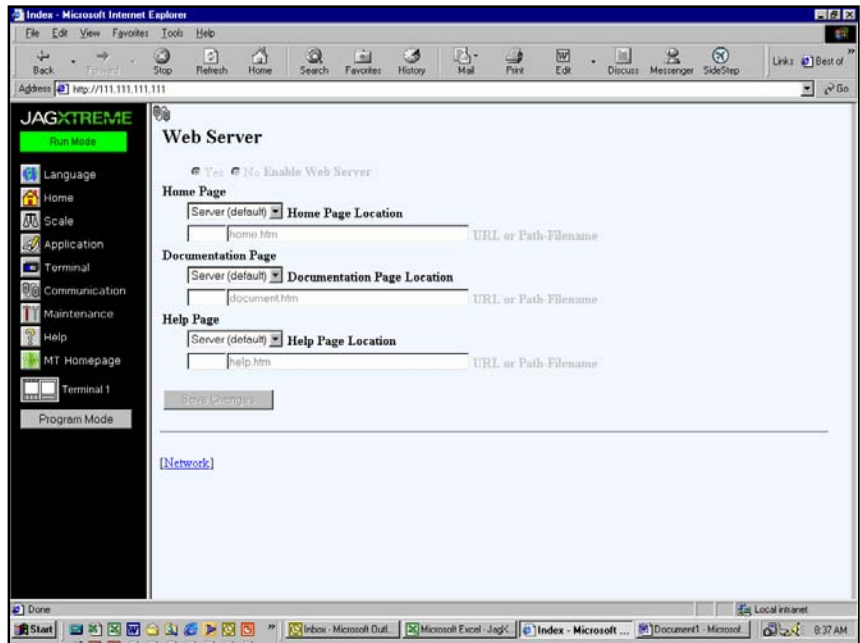 Index - Microsoft Internet Explorer
File Edit View Favorites Tools Help
Back Forward Stop Refresh Home Search Favorites History Mail Print Edit Discuss Messenger SideStep Links Best of
Address http://111.111.111.111 Go
JAGXTREME
Run Mode
Language
Home
Scale
Application
Terminal
Communication
Maintenance
Help
MT Homepage
Terminal 1
Program Mode
Web Server
Yes No Enable Web Server
Home Page
Server (default) Home Page Location
home.htm URL or Path-Filename
Documentation Page
Server (default) Documentation Page Location
document.htm URL or Path-Filename
Help Page
Server (default) Help Page Location
help.htm URL or Path-Filename
Save Changes
[Network]
Done Local intranet
Start Inbox - Microsoft Outl... Microsoft Excel - JagX... Index - Microsoft ... Document1 - Microsof... 8:37 AM